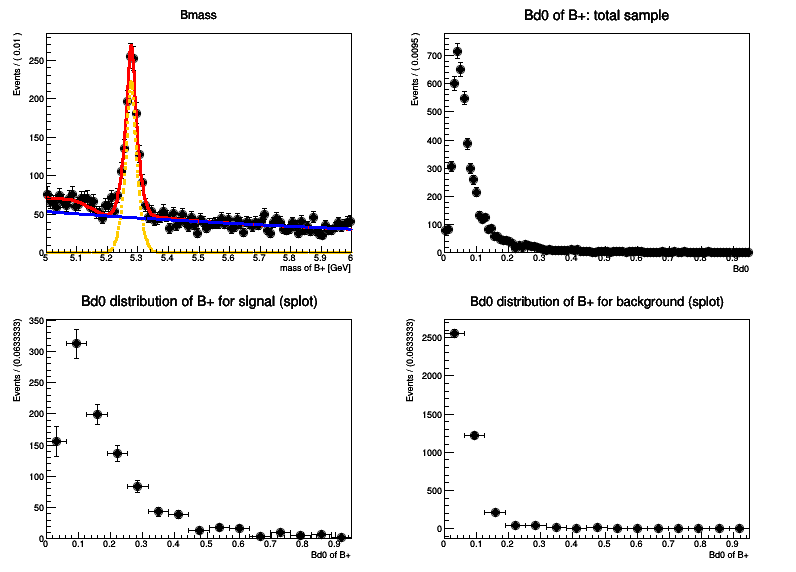 Bmass
Events / ( 0.01 )
250
200
150
100
50
0
5 5.1 5.2 5.3 5.4 5.5 5.6 5.7 5.8 5.9 6
mass of B+ [GeV]
Bd0 of B+: total sample
Events / ( 0.0095 )
700
600
500
400
300
200
100
0
0 0.1 0.2 0.3 0.4 0.5 0.6 0.7 0.8 0.9
Bd0
Bd0 distribution of B+ for signal (splot)
Events / (0.0633333)
350
300
250
200
150
100
50
0
0 0.1 0.2 0.3 0.4 0.5 0.6 0.7 0.8 0.9
Bd0 of B+
Bd0 distribution of B+ for background (splot)
Events / (0.0633333)
2500
2000
1500
1000
500
0
0 0.1 0.2 0.3 0.4 0.5 0.6 0.7 0.8 0.9
Bd0 of B+